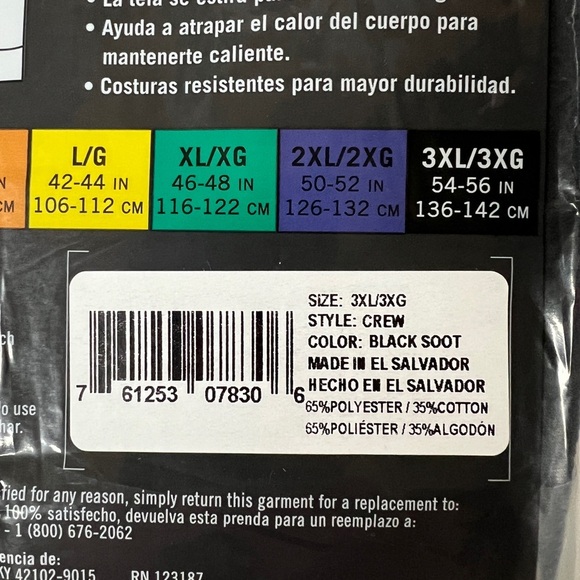 • Ayuda a atrapar el calor del cuerpo para
mantenerte caliente.
• Costuras resistentes para mayor durabilidad.
L/G
42-44 IN
106-112 CM
XL/XG
46-48 IN
116-122 CM
2XL/2XG
50-52 IN
126-132 CM
3XL/3XG
54-56 IN
136-142 CM
SIZE: 3XL/3XG
STYLE: CREW
COLOR: BLACK SOOT
MADE IN EL SALVADOR
HECHO EN EL SALVADOR
65%POLYESTER / 35%COTTON
65%POLIÉSTER / 35%ALGODÓN
7 61253 07830 6
o use
har.
fied for any reason, simply return this garment for a replacement to:
100% satisfecho, devuelva esta prenda para un reemplazo a:
- 1 (800) 676-2062
encia de:
KY 42102-9015 RN 123187